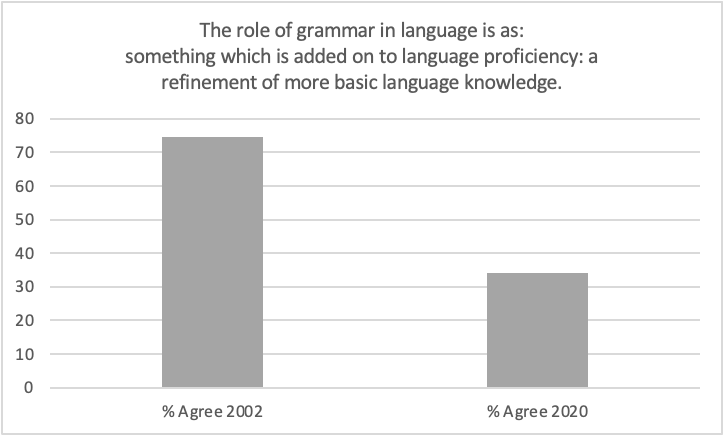 The role of grammar in language is as:
something which is added on to language proficiency: a
refinement of more basic language knowledge.
80
70
60
50
40
30
20
10
0
% Agree 2002
% Agree 2020